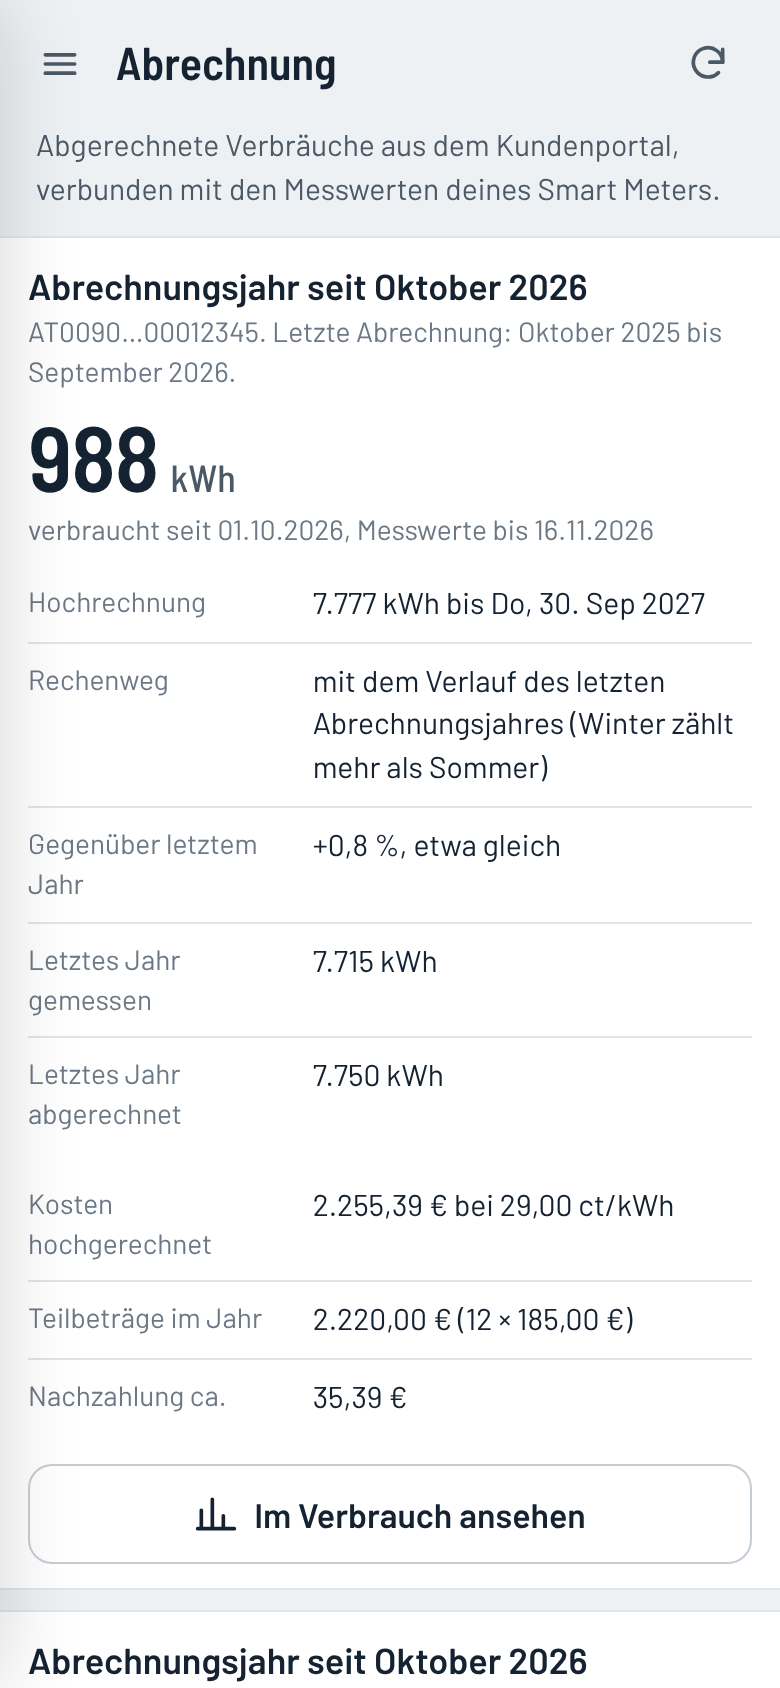 Abrechnung
Abgerechnete Verbräuche aus dem Kundenportal,
verbunden mit den Messwerten deines Smart Meters.
Abrechnungsjahr seit Oktober 2026
AT0090…00012345. Letzte Abrechnung: Oktober 2025 bis
September 2026.
988 kWh
verbraucht seit 01.10.2026, Messwerte bis 16.11.2026
Hochrechnung 7.777 kWh bis Do, 30. Sep 2027
Rechenweg mit dem Verlauf des letzten
Abrechnungsjahres (Winter zählt
mehr als Sommer)
Gegenüber letztem +0,8 %, etwa gleich
Jahr
Letztes Jahr 7.715 kWh
gemessen
Letztes Jahr 7.750 kWh
abgerechnet
Kosten 2.255,39 € bei 29,00 ct/kWh
hochgerechnet
Teilbeträge im Jahr 2.220,00 € (12 × 185,00 €)
Nachzahlung ca. 35,39 €
Im Verbrauch ansehen
Abrechnungsjahr seit Oktober 2026